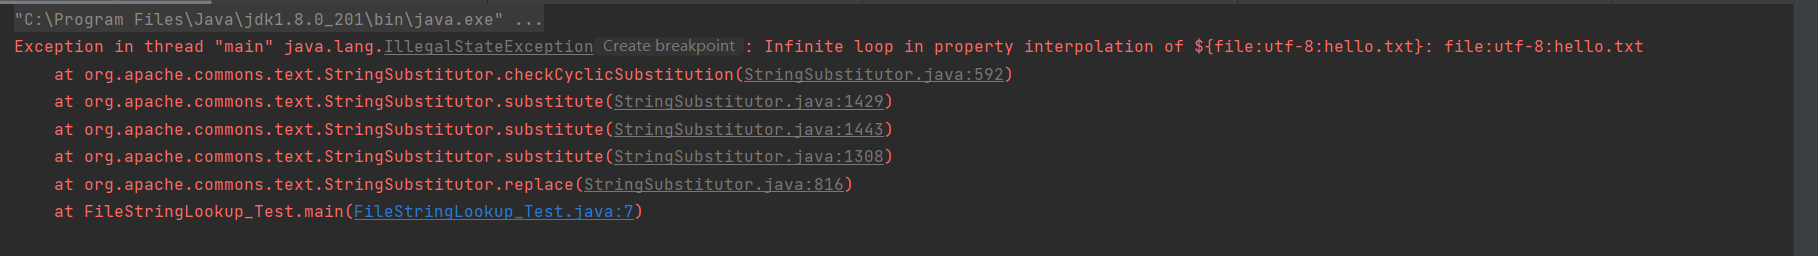 "C:\Program Files\Java\jdk1.8.0_201\bin\java.exe" ...
Exception in thread "main" java.lang.IllegalStateException Create breakpoint : Infinite loop in property interpolation of ${file:utf-8:hello.txt}: file:utf-8:hello.txt
at org.apache.commons.text.StringSubstitutor.checkCyclicSubstitution(StringSubstitutor.java:592)
at org.apache.commons.text.StringSubstitutor.substitute(StringSubstitutor.java:1429)
at org.apache.commons.text.StringSubstitutor.substitute(StringSubstitutor.java:1443)
at org.apache.commons.text.StringSubstitutor.substitute(StringSubstitutor.java:1308)
at org.apache.commons.text.StringSubstitutor.replace(StringSubstitutor.java:816)
at FileStringLookup_Test.main(FileStringLookup_Test.java:7)